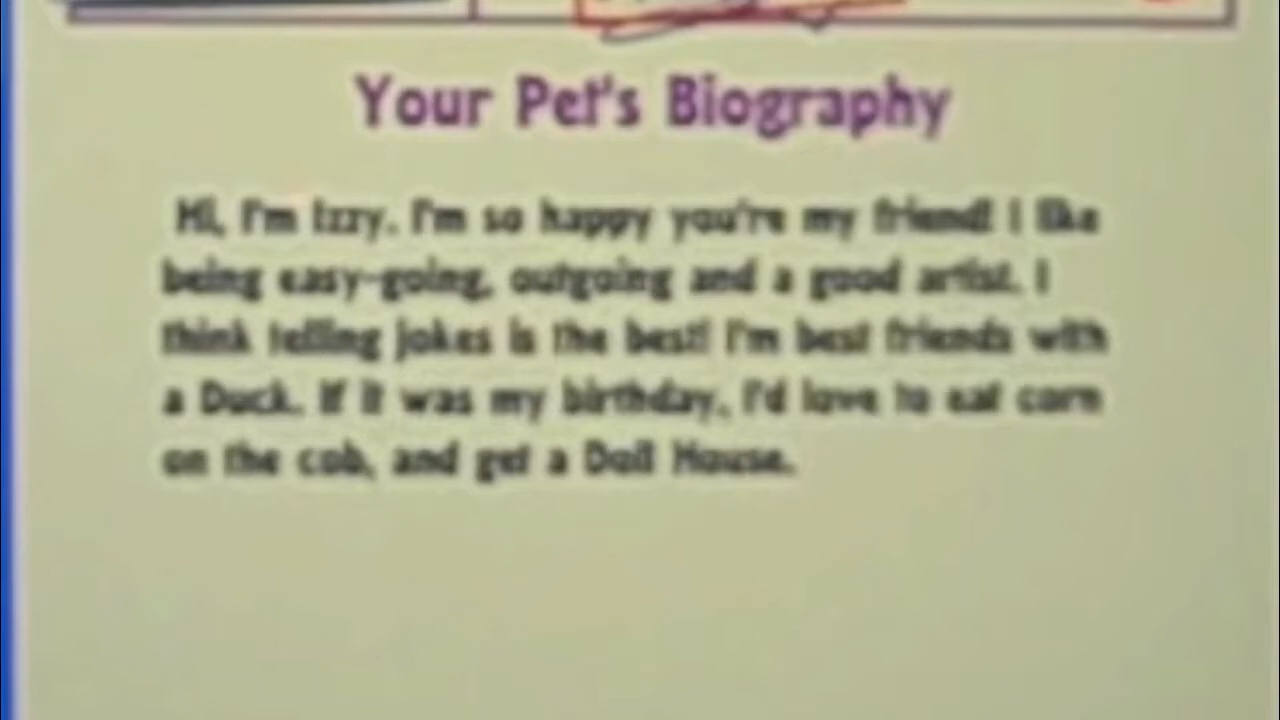 Your Pet's Biography
Hi, I'm Izzy. I'm so happy you're my friend! I like
being easy-going, outgoing and a good artist. I
think telling jokes is the best! I'm best friends with
a Duck. If it was my birthday, I'd love to eat corn
on the cob, and get a Doll House.